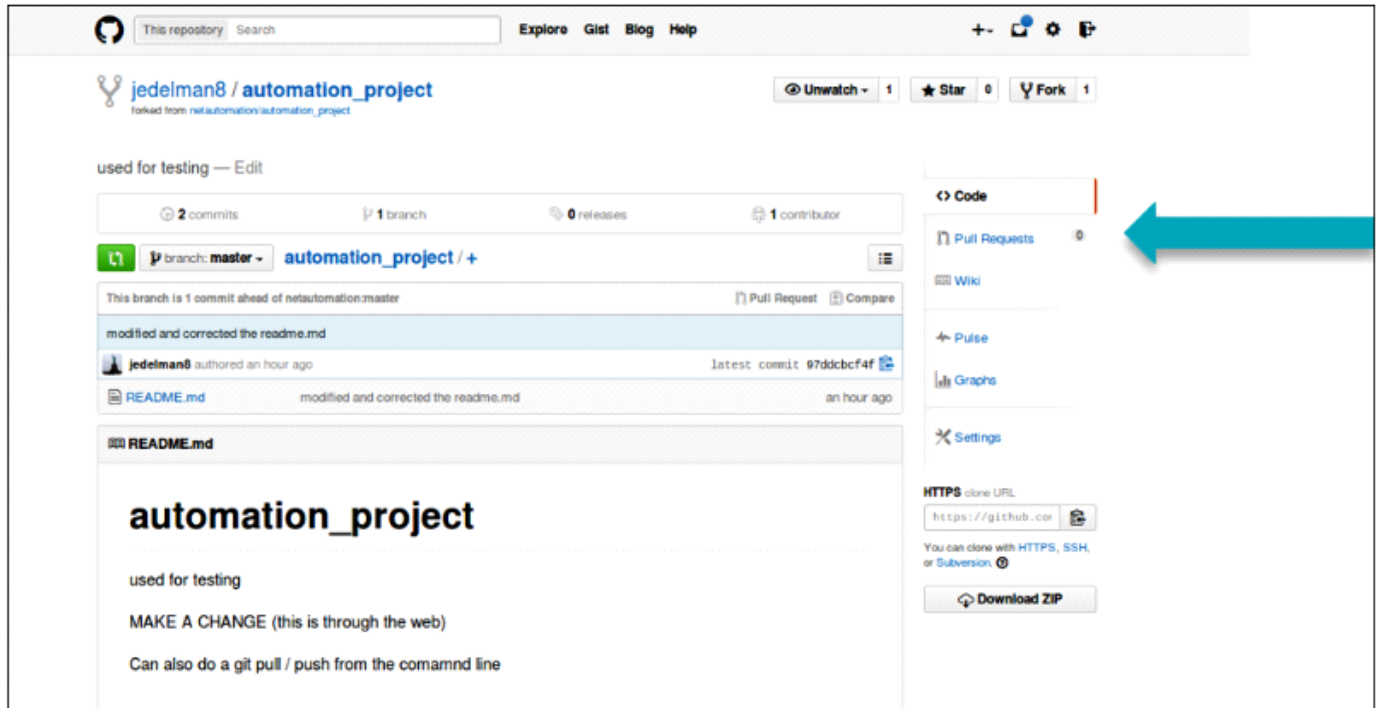 This repository Search Explore Gist Blog Help
jedelman8 / automation_project Unwatch 1 Star 0 Fork 1
forked from netautomation/automation_project
used for testing — Edit
2 commits 1 branch 0 releases 1 contributor
branch: master automation_project / +
This branch is 1 commit ahead of netautomation:master Pull Request Compare
modified and corrected the readme.md
jedelman8 authored an hour ago latest commit 97ddcbcf4f
README.md modified and corrected the readme.md an hour ago
README.md
automation_project
used for testing
MAKE A CHANGE (this is through the web)
Can also do a git pull / push from the comamnd line
Code
Pull Requests 0
Wiki
Pulse
Graphs
Settings
HTTPS clone URL
https://github.com
You can clone with HTTPS, SSH,
or Subversion.
Download ZIP